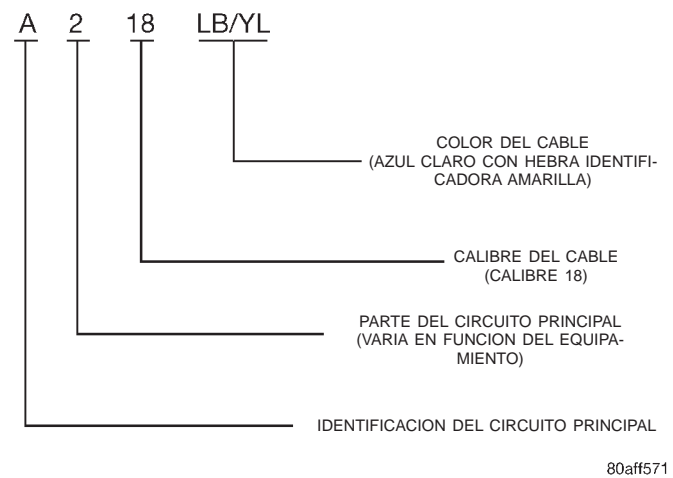 A 2 18 LB/YL
COLOR DEL CABLE
(AZUL CLARO CON HEBRA IDENTIFI-
CADORA AMARILLA)
CALIBRE DEL CABLE
(CALIBRE 18)
PARTE DEL CIRCUITO PRINCIPAL
(VARIA EN FUNCION DEL EQUIPA-
MIENTO)
IDENTIFICACION DEL CIRCUITO PRINCIPAL
80aff571